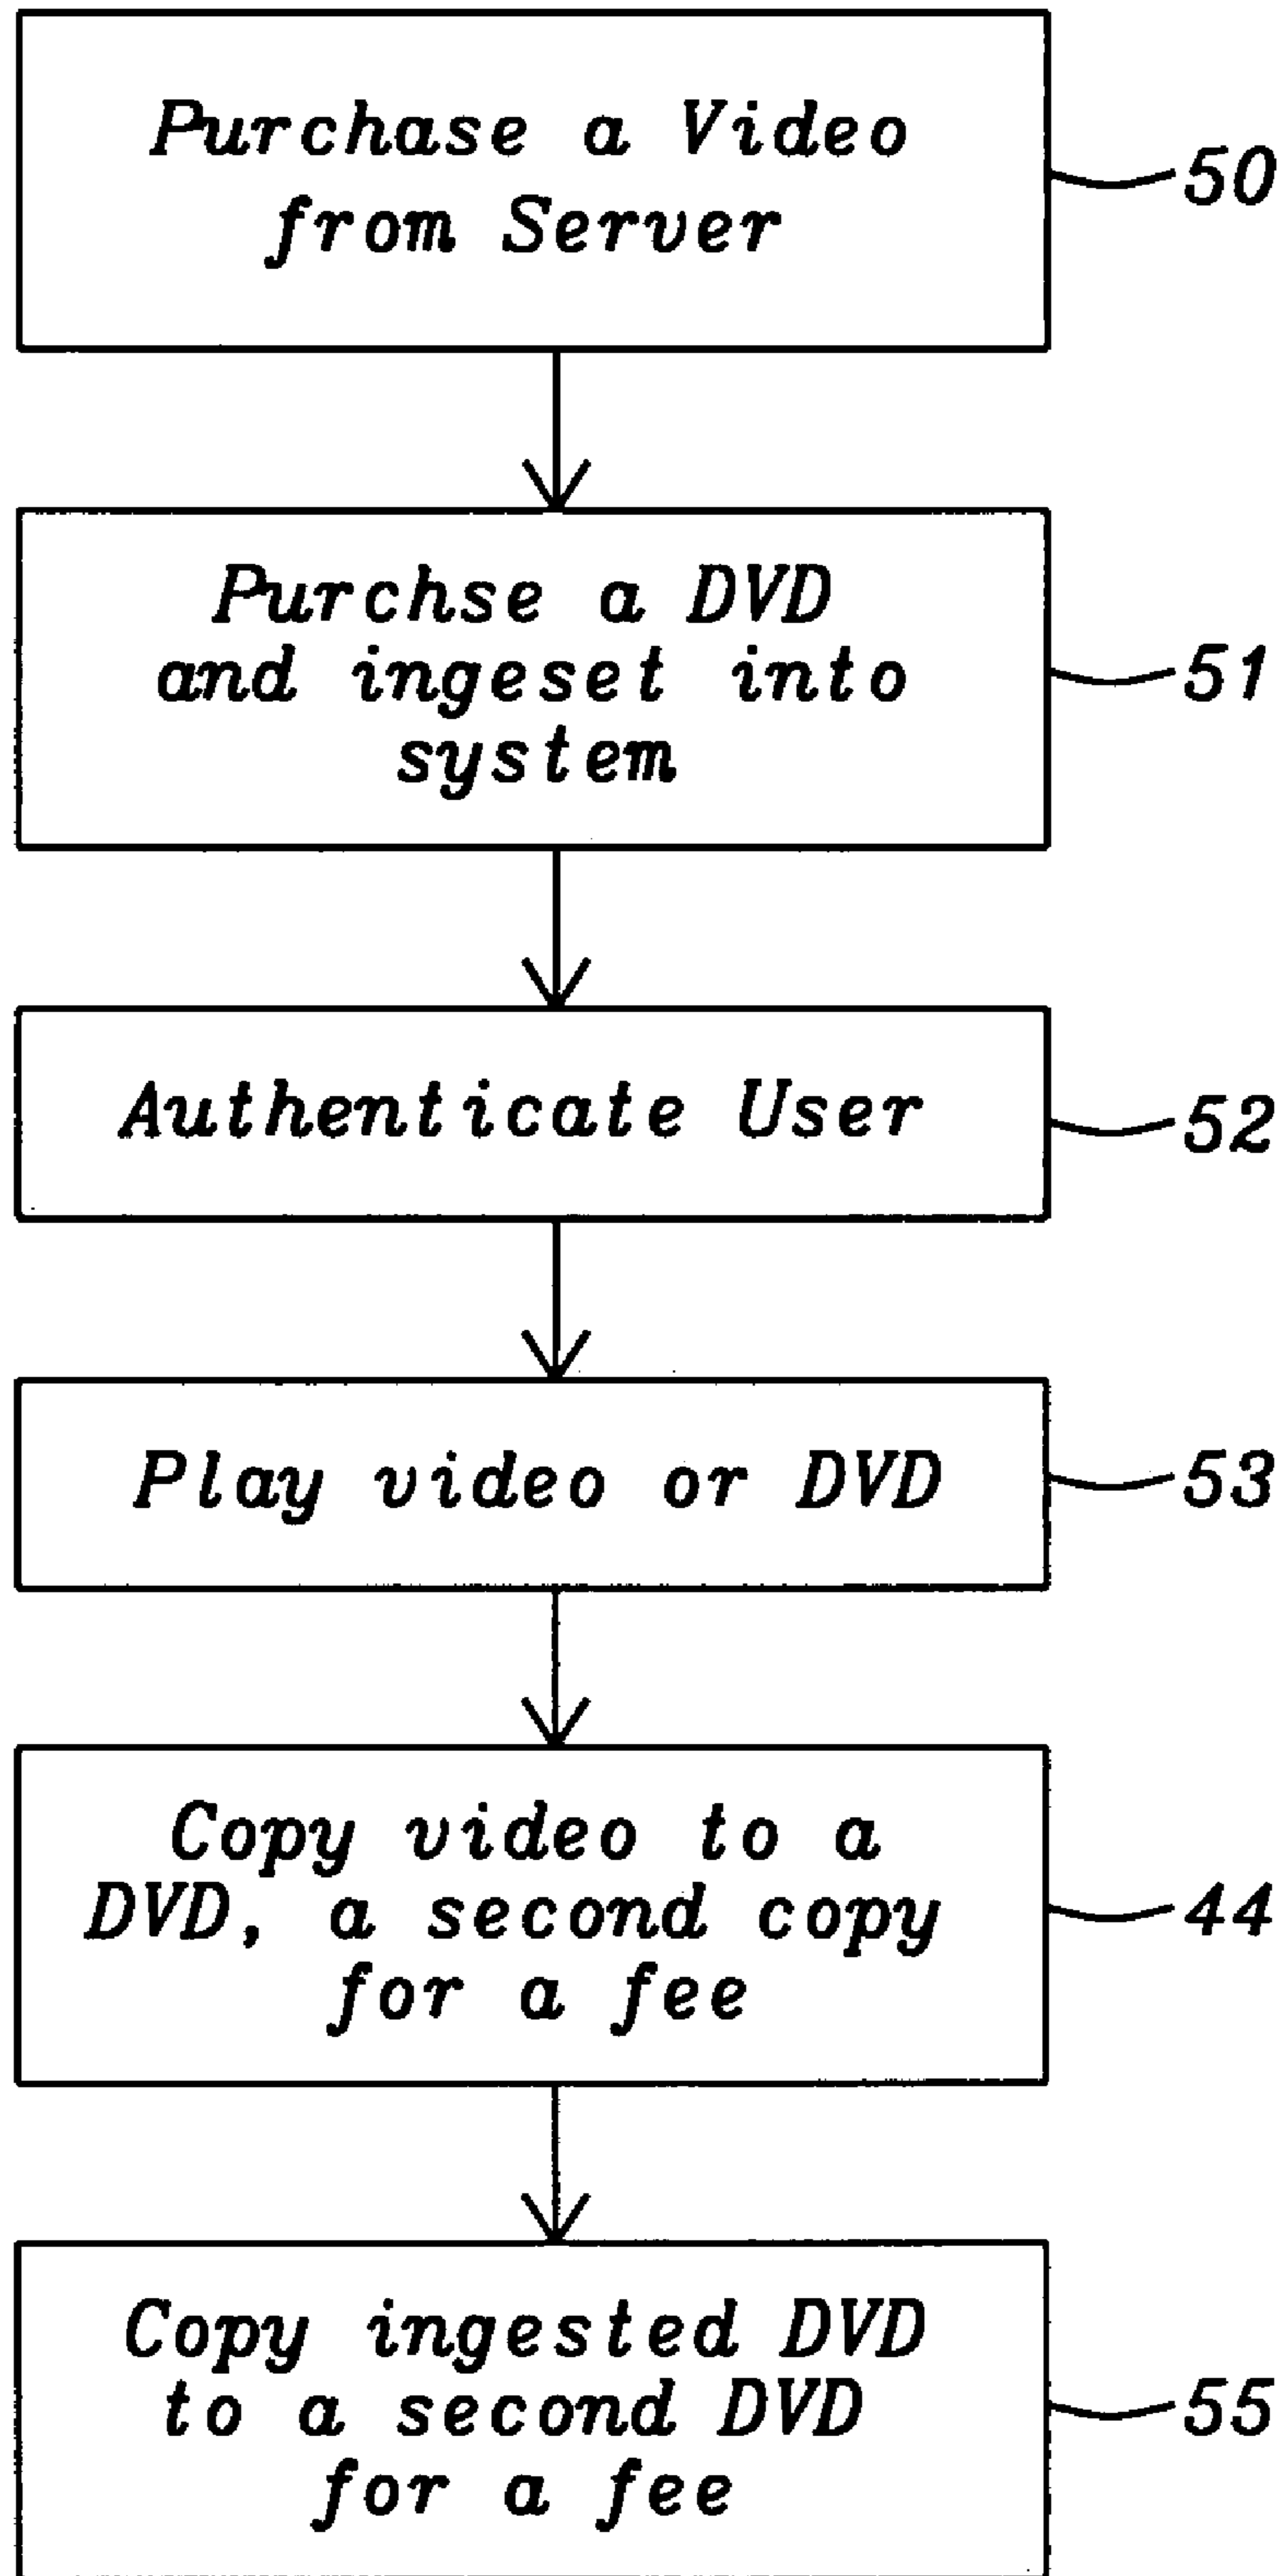 Purchase a Video
from Server
50
Purchse a DVD
and ingeset into
system
51
Authenticate User
52
Play video or DVD
53
Copy video to a
DVD, a second copy
for a fee
44
Copy ingested DVD
to a second DVD
for a fee
55